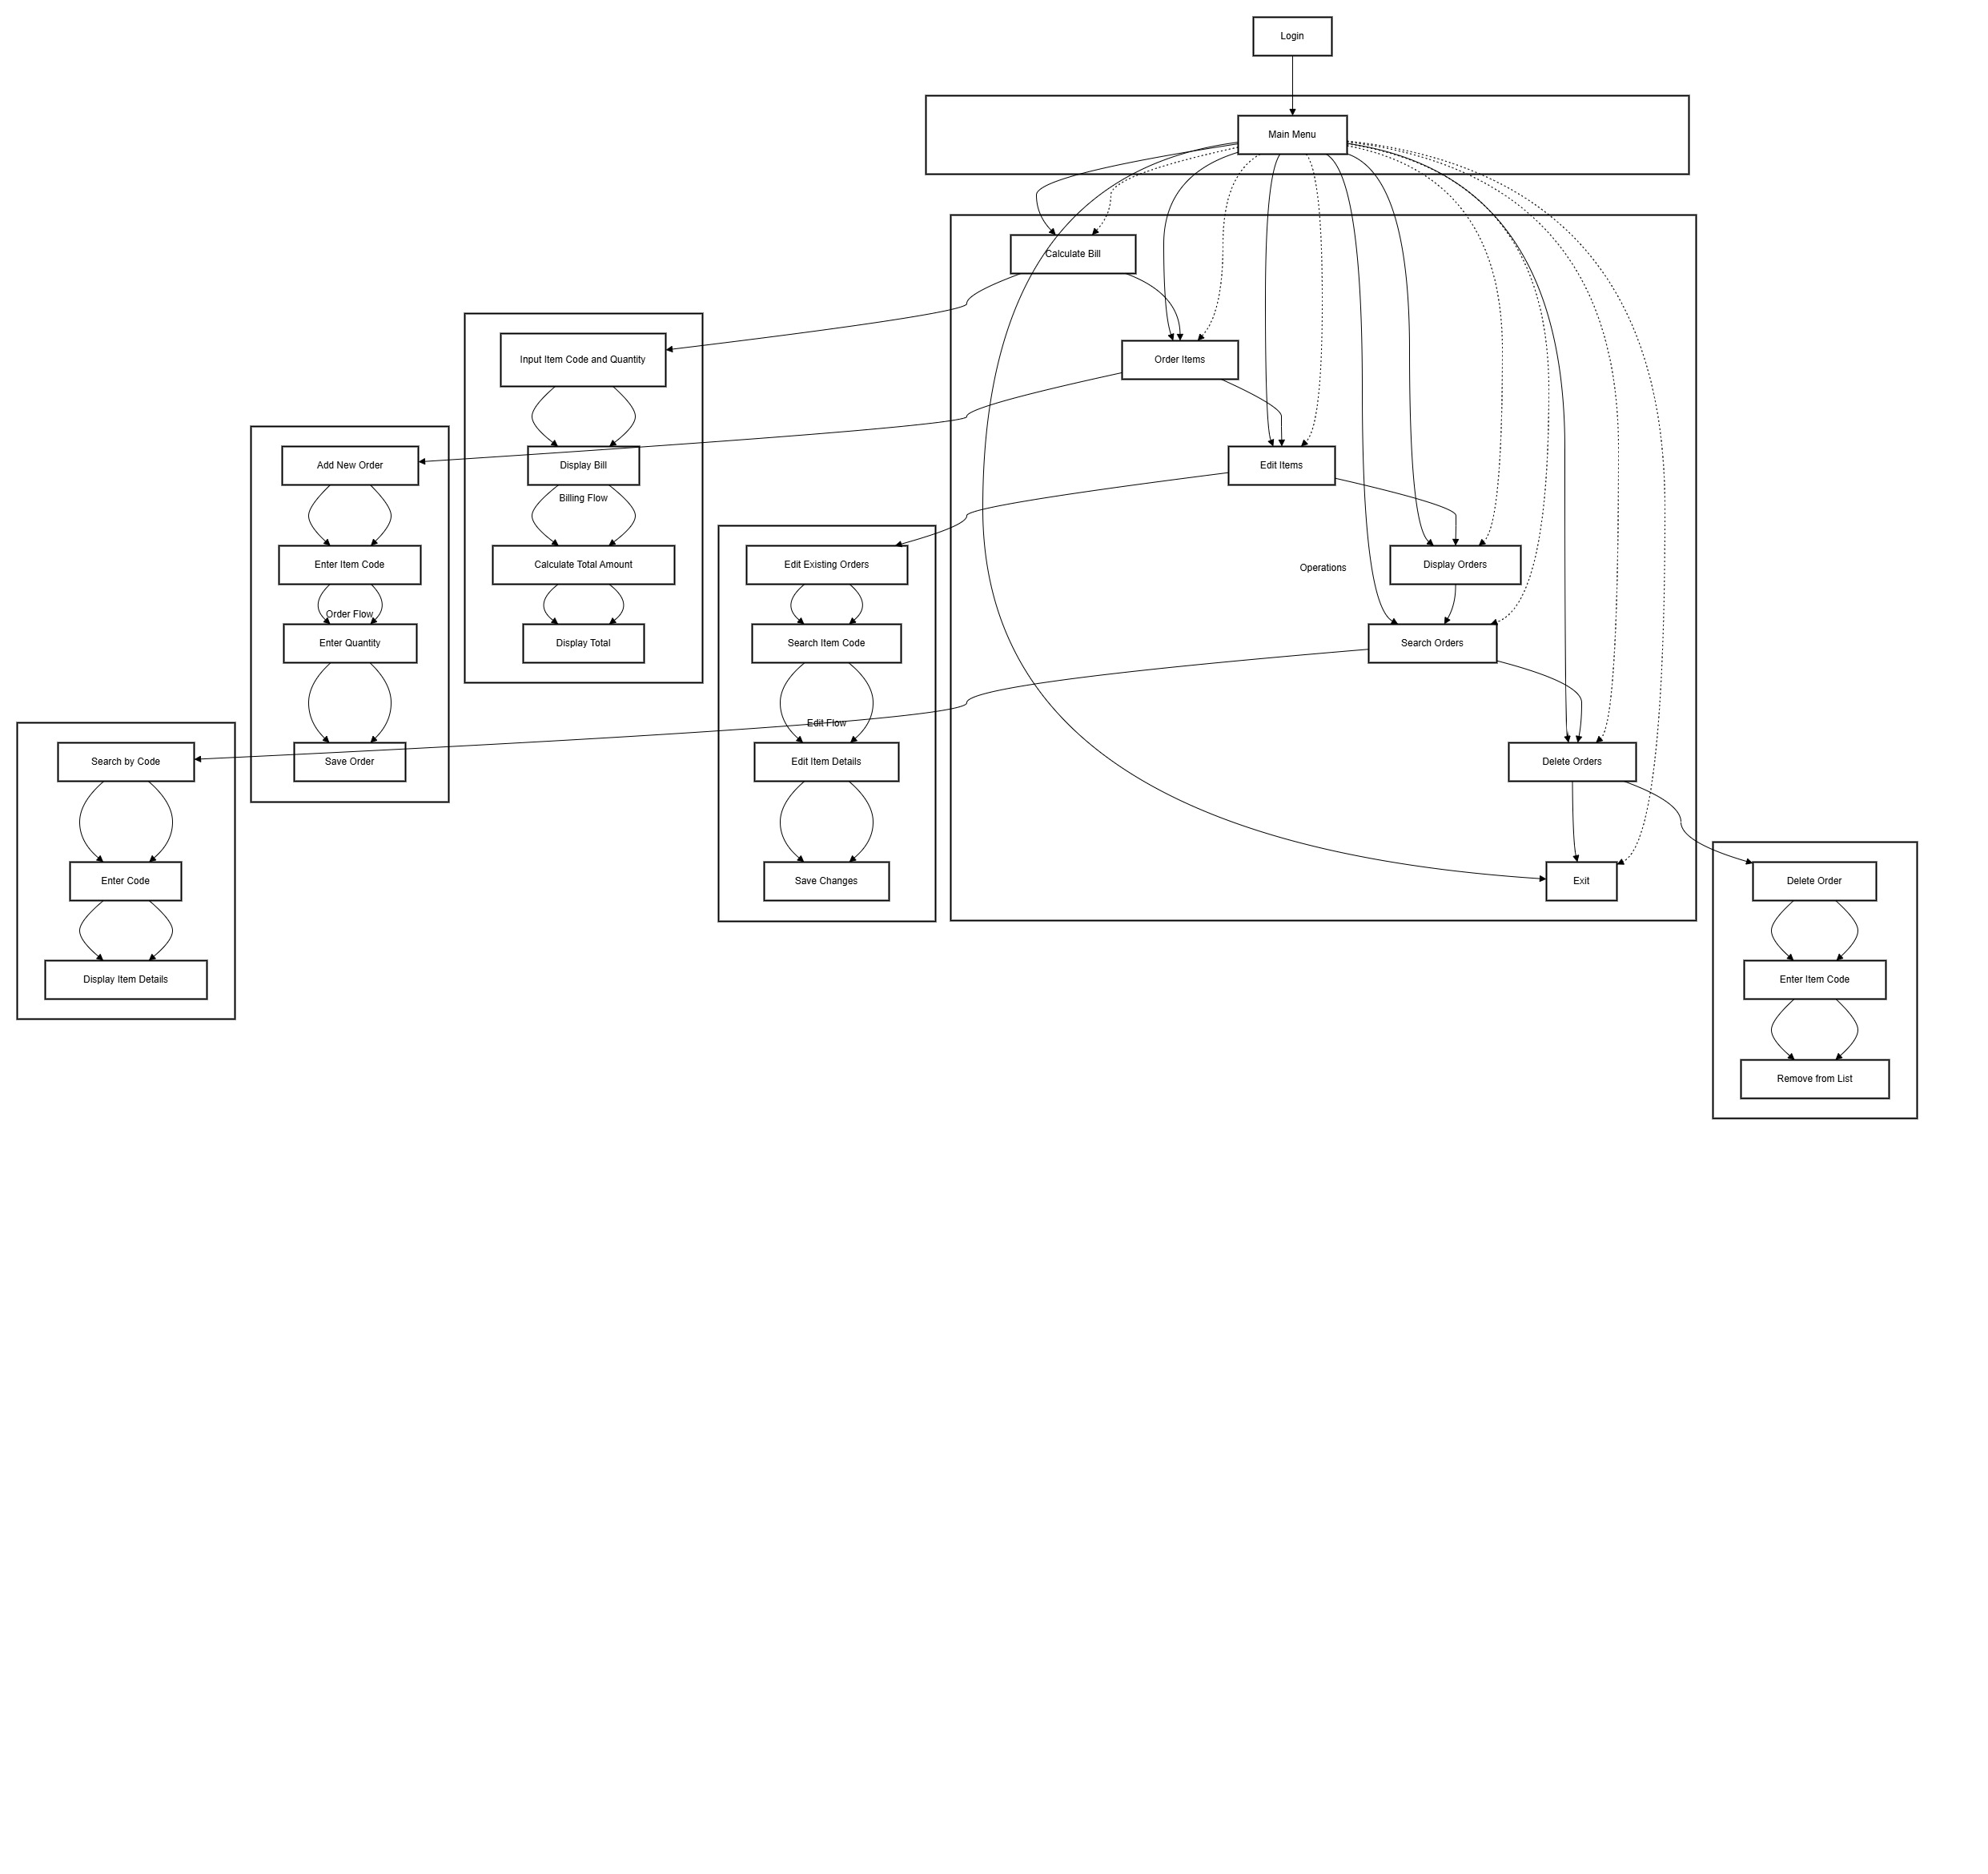 Login
Main Menu
Calculate Bill
Input Item Code and Quantity
Order Items
Add New Order
Display Bill
Edit Items
Billing Flow
Enter Item Code
Calculate Total Amount
Edit Existing Orders
Operations
Display Orders
Order Flow
Enter Quantity
Display Total
Search Item Code
Search Orders
Edit Flow
Search by Code
Save Order
Edit Item Details
Delete Orders
Enter Code
Save Changes
Exit
Delete Order
Display Item Details
Enter Item Code
Remove from List